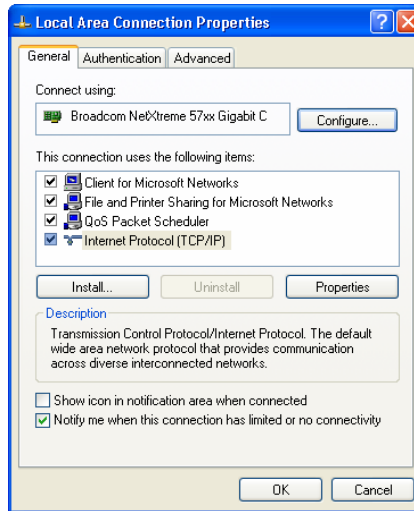 Local Area Connection Properties
General
Authentication
Advanced
Connect using:
Broadcom NetXtreme 57xx Gigabit C
Configure...
This connection uses the following items:
Client for Microsoft Networks
File and Printer Sharing for Microsoft Networks
QoS Packet Scheduler
Internet Protocol (TCP/IP)
Install...
Uninstall
Properties
Description
Transmission Control Protocol/Internet Protocol. The default
wide area network protocol that provides communication
across diverse interconnected networks.
Show icon in notification area when connected
Notify me when this connection has limited or no connectivity
OK
Cancel